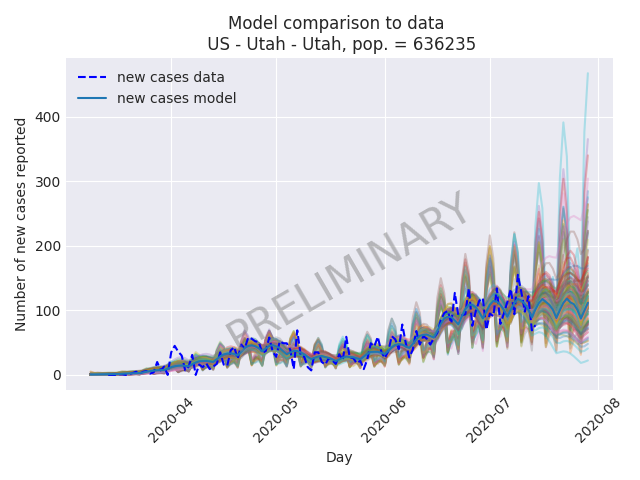 Model comparison to data
US - Utah - Utah, pop. = 636235
new cases data
new cases model
PRELIMINARY
Number of new cases reported
400
300
200
100
0
2020-04
2020-05
2020-06
2020-07
2020-08
Day